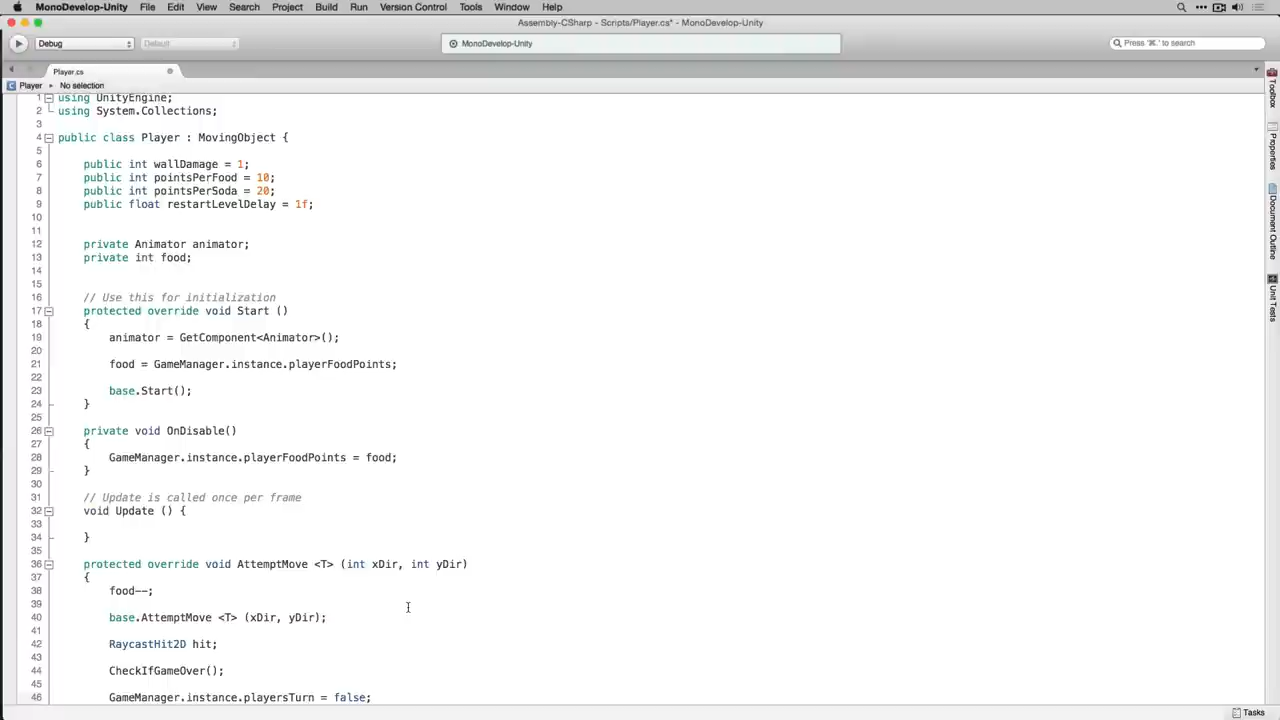 MonoDevelop-Unity File Edit View Search Project Build Run Version Control Tools Window Help
Assembly-CSharp - Scripts/Player.cs* - MonoDevelop-Unity
Debug Default MonoDevelop-Unity Press '⌘.' to search
Player.cs
Player No selection
1 using UnityEngine;
2 using System.Collections;
3
4 public class Player : MovingObject {
5
6 public int wallDamage = 1;
7 public int pointsPerFood = 10;
8 public int pointsPerSoda = 20;
9 public float restartLevelDelay = 1f;
10
11
12 private Animator animator;
13 private int food;
14
15
16 // Use this for initialization
17 protected override void Start ()
18 {
19 animator = GetComponent<Animator>();
20
21 food = GameManager.instance.playerFoodPoints;
22
23 base.Start();
24 }
25
26 private void OnDisable()
27 {
28 GameManager.instance.playerFoodPoints = food;
29 }
30
31 // Update is called once per frame
32 void Update () {
33
34 }
35
36 protected override void AttemptMove <T> (int xDir, int yDir)
37 {
38 food--;
39
40 base.AttemptMove <T> (xDir, yDir);
41
42 RaycastHit2D hit;
43
44 CheckIfGameOver();
45
46 GameManager.instance.playersTurn = false;
Toolbox
Properties
Document Outline
Unit Tests
Tasks